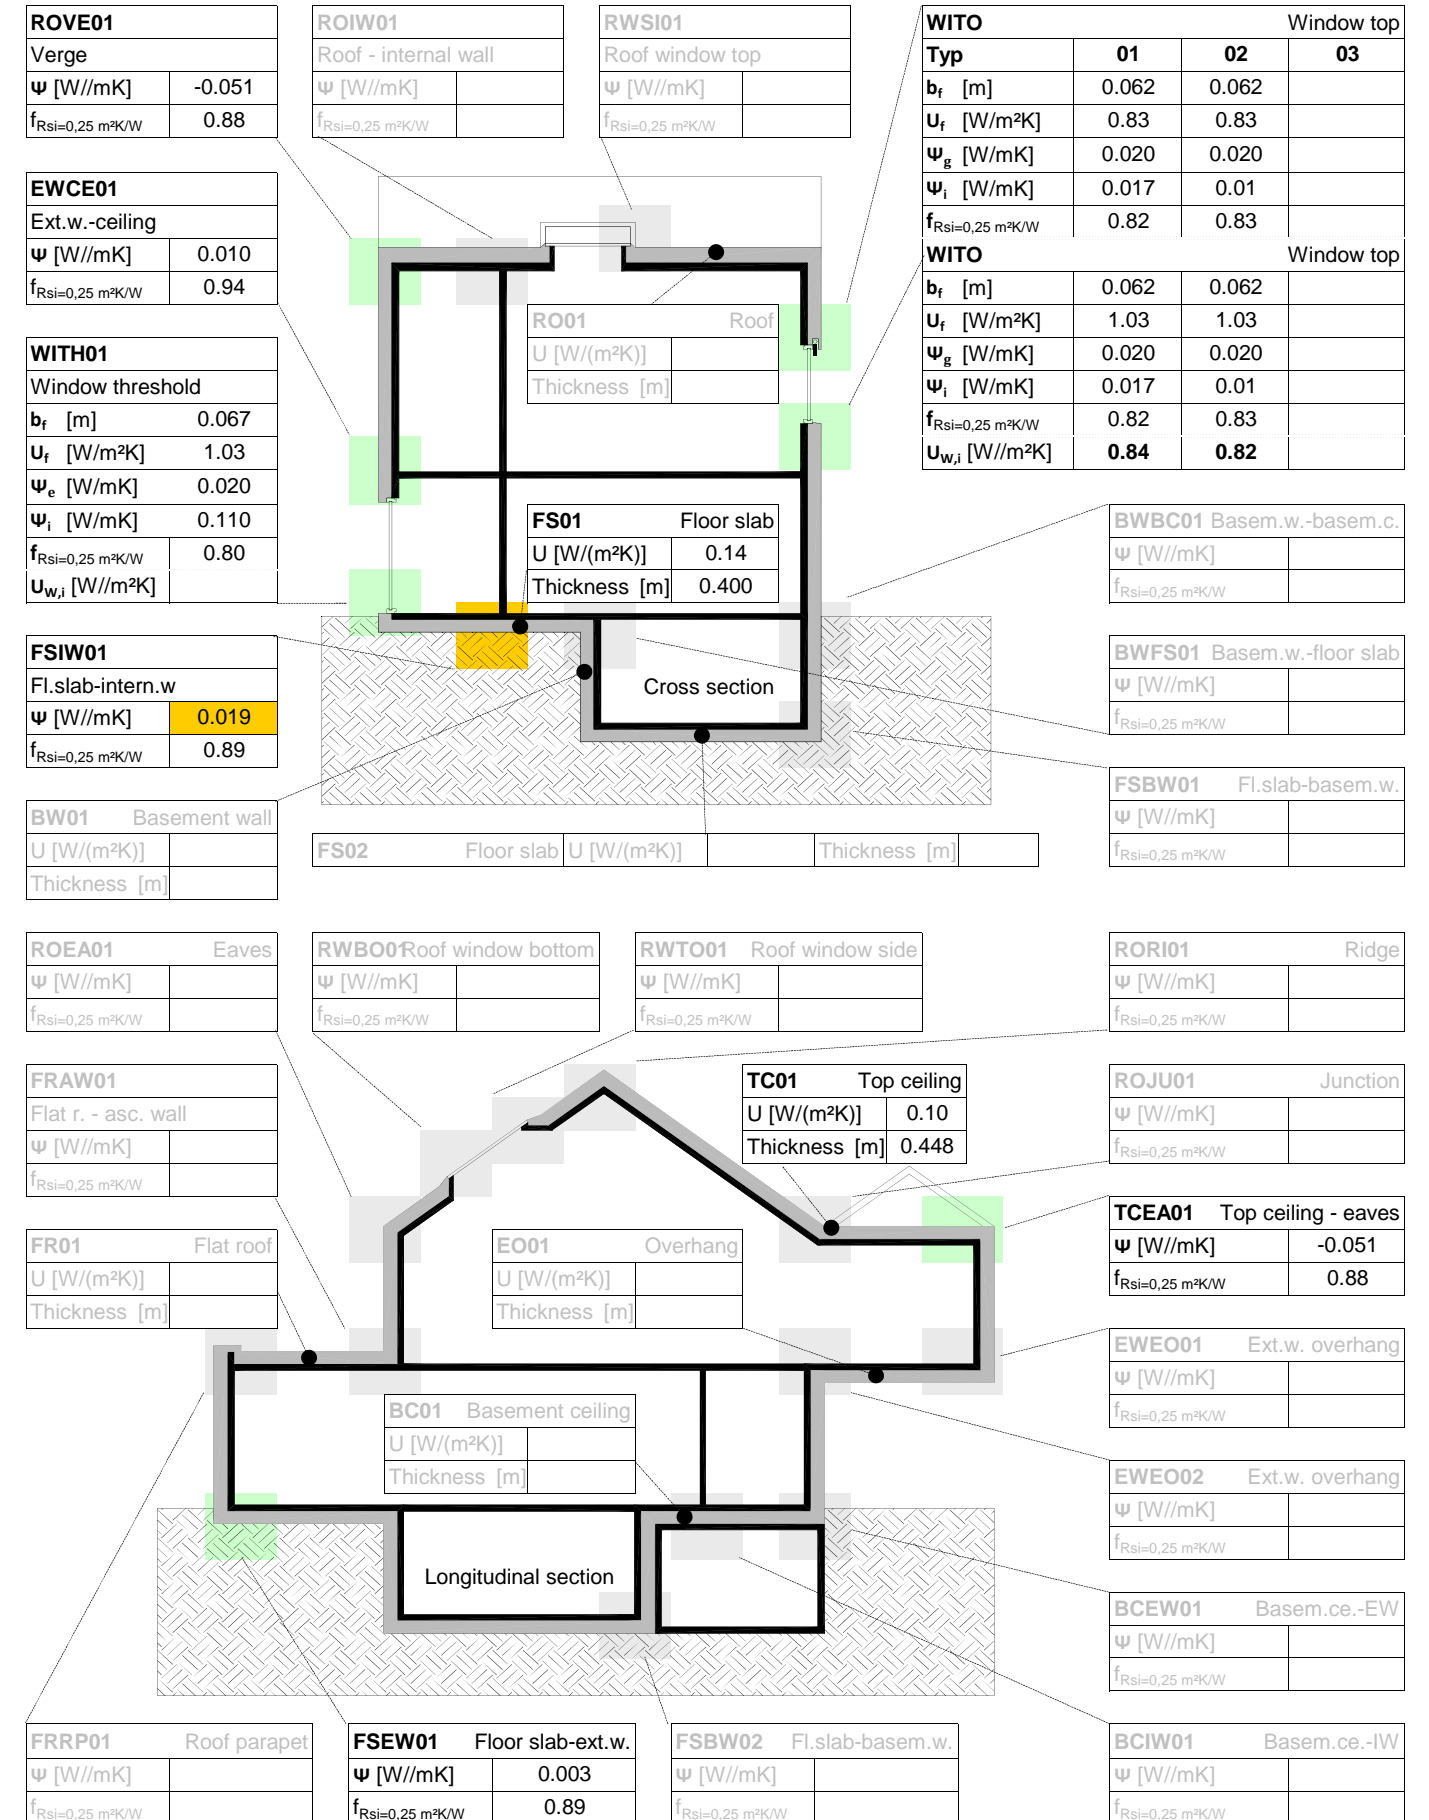 ROVE01
Verge
Ψ [W//mK] -0.051
fRsi=0,25 m²K/W 0.88
ROIW01
Roof - internal wall
Ψ [W//mK]
fRsi=0,25 m²K/W
RWSI01
Roof window top
Ψ [W//mK]
fRsi=0,25 m²K/W
WITO Window top
Typ 01 02 03
bf [m] 0.062 0.062
Uf [W/m²K] 0.83 0.83
Ψg [W/mK] 0.020 0.020
Ψi [W/mK] 0.017 0.01
fRsi=0,25 m²K/W 0.82 0.83
WITO Window top
bf [m] 0.062 0.062
Uf [W/m²K] 1.03 1.03
Ψg [W/mK] 0.020 0.020
Ψi [W/mK] 0.017 0.01
fRsi=0,25 m²K/W 0.82 0.83
UW,i [W//m²K] 0.84 0.82
EWCE01
Ext.w.-ceiling
Ψ [W//mK] 0.010
fRsi=0,25 m²K/W 0.94
RO01 Roof
U [W/(m²K)]
Thickness [m]
WITH01
Window threshold
bf [m] 0.067
Uf [W/m²K] 1.03
Ψe [W/mK] 0.020
Ψi [W/mK] 0.110
fRsi=0,25 m²K/W 0.80
UW,i [W//m²K]
FS01 Floor slab
U [W/(m²K)] 0.14
Thickness [m] 0.400
BWBC01 Basem.w.-basem.c.
Ψ [W//mK]
fRsi=0,25 m²K/W
FSIW01
Fl.slab-intern.w
Ψ [W//mK] 0.019
fRsi=0,25 m²K/W 0.89
Cross section
BWFS01 Basem.w.-floor slab
Ψ [W//mK]
fRsi=0,25 m²K/W
FSBW01 Fl.slab-basem.w.
Ψ [W//mK]
fRsi=0,25 m²K/W
BW01 Basement wall
U [W/(m²K)]
Thickness [m]
FS02 Floor slab U [W/(m²K)] Thickness [m]
ROEA01 Eaves
Ψ [W//mK]
fRsi=0,25 m²K/W
RWBO01 Roof window bottom
Ψ [W//mK]
fRsi=0,25 m²K/W
RWTO01 Roof window side
Ψ [W//mK]
fRsi=0,25 m²K/W
RORI01 Ridge
Ψ [W//mK]
fRsi=0,25 m²K/W
FRAW01
Flat r. - asc. wall
Ψ [W//mK]
fRsi=0,25 m²K/W
TC01 Top ceiling
U [W/(m²K)] 0.10
Thickness [m] 0.448
ROJU01 Junction
Ψ [W//mK]
fRsi=0,25 m²K/W
TCEA01 Top ceiling - eaves
Ψ [W//mK] -0.051
fRsi=0,25 m²K/W 0.88
FR01 Flat roof
U [W/(m²K)]
Thickness [m]
EO01 Overhang
U [W/(m²K)]
Thickness [m]
EWEO01 Ext.w. overhang
Ψ [W//mK]
fRsi=0,25 m²K/W
BC01 Basement ceiling
U [W/(m²K)]
Thickness [m]
EWEO02 Ext.w. overhang
Ψ [W//mK]
fRsi=0,25 m²K/W
Longitudinal section
BCEW01 Basem.ce.-EW
Ψ [W//mK]
fRsi=0,25 m²K/W
FRRP01 Roof parapet
Ψ [W//mK]
fRsi=0,25 m²K/W
FSEW01 Floor slab-ext.w.
Ψ [W//mK] 0.003
fRsi=0,25 m²K/W 0.89
FSBW02 Fl.slab-basem.w.
Ψ [W//mK]
fRsi=0,25 m²K/W
BCIW01 Basem.ce.-IW
Ψ [W//mK]
fRsi=0,25 m²K/W